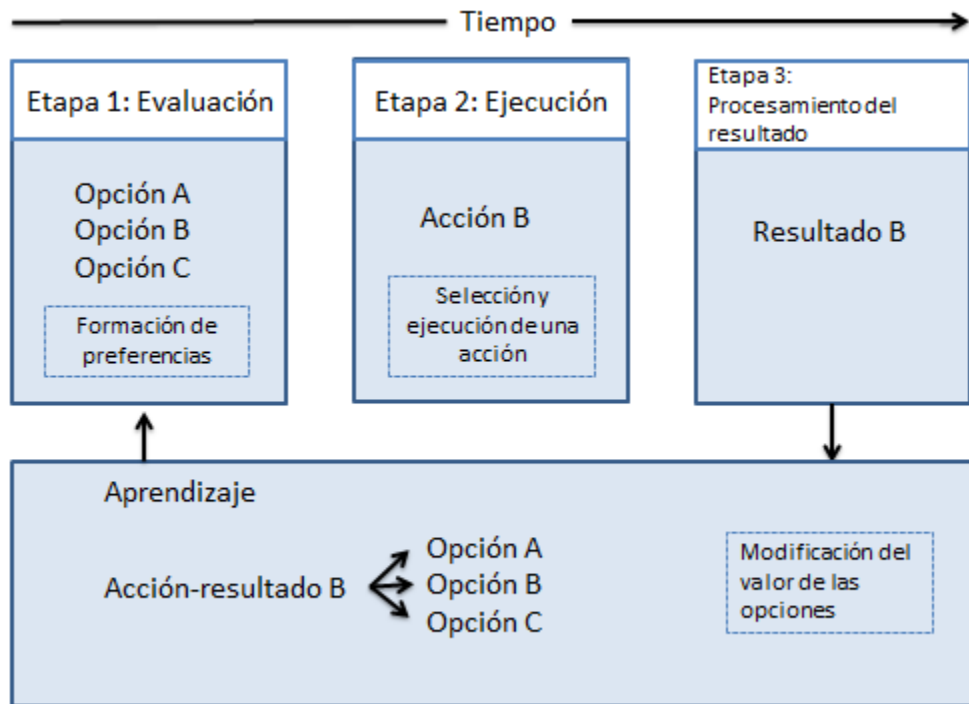 Tiempo
Etapa 1: Evaluación
Opción A
Opción B
Opción C
Formación de
preferencias
Etapa 2: Ejecución
Acción B
Selección y
ejecución de una
acción
Etapa 3:
Procesamiento del
resultado
Resultado B
Aprendizaje
Acción-resultado B
Opción A
Opción B
Opción C
Modificación del
valor de las
opciones